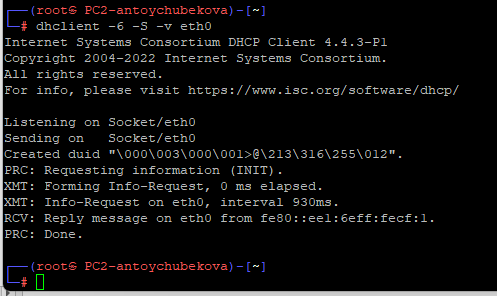 ┌──(root㉿ PC2-antoychubekova)-[~]
└─# dhclient -6 -S -v eth0
Internet Systems Consortium DHCP Client 4.4.3-P1
Copyright 2004-2022 Internet Systems Consortium.
All rights reserved.
For info, please visit https://www.isc.org/software/dhcp/

Listening on Socket/eth0
Sending on   Socket/eth0
Created duid "\000\003\000\001>@\213\316\255\012".
PRC: Requesting information (INIT).
XMT: Forming Info-Request, 0 ms elapsed.
XMT: Info-Request on eth0, interval 930ms.
RCV: Reply message on eth0 from fe80::ee1:6eff:fecf:1.
PRC: Done.

┌──(root㉿ PC2-antoychubekova)-[~]
└─#